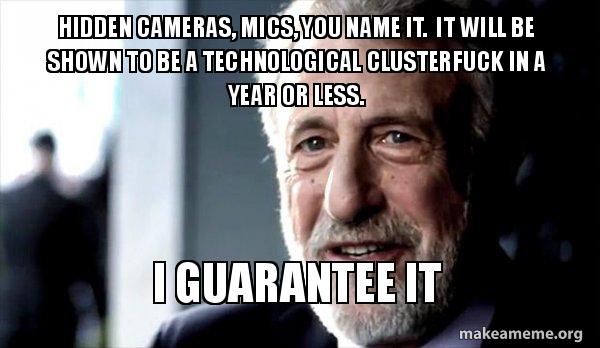 HIDDEN CAMERAS, MICS, YOU NAME IT. IT WILL BE
SHOWN TO BE A TECHNOLOGICAL CLUSTERFUCK IN A
YEAR OR LESS.
I GUARANTEE IT
makeameme.org